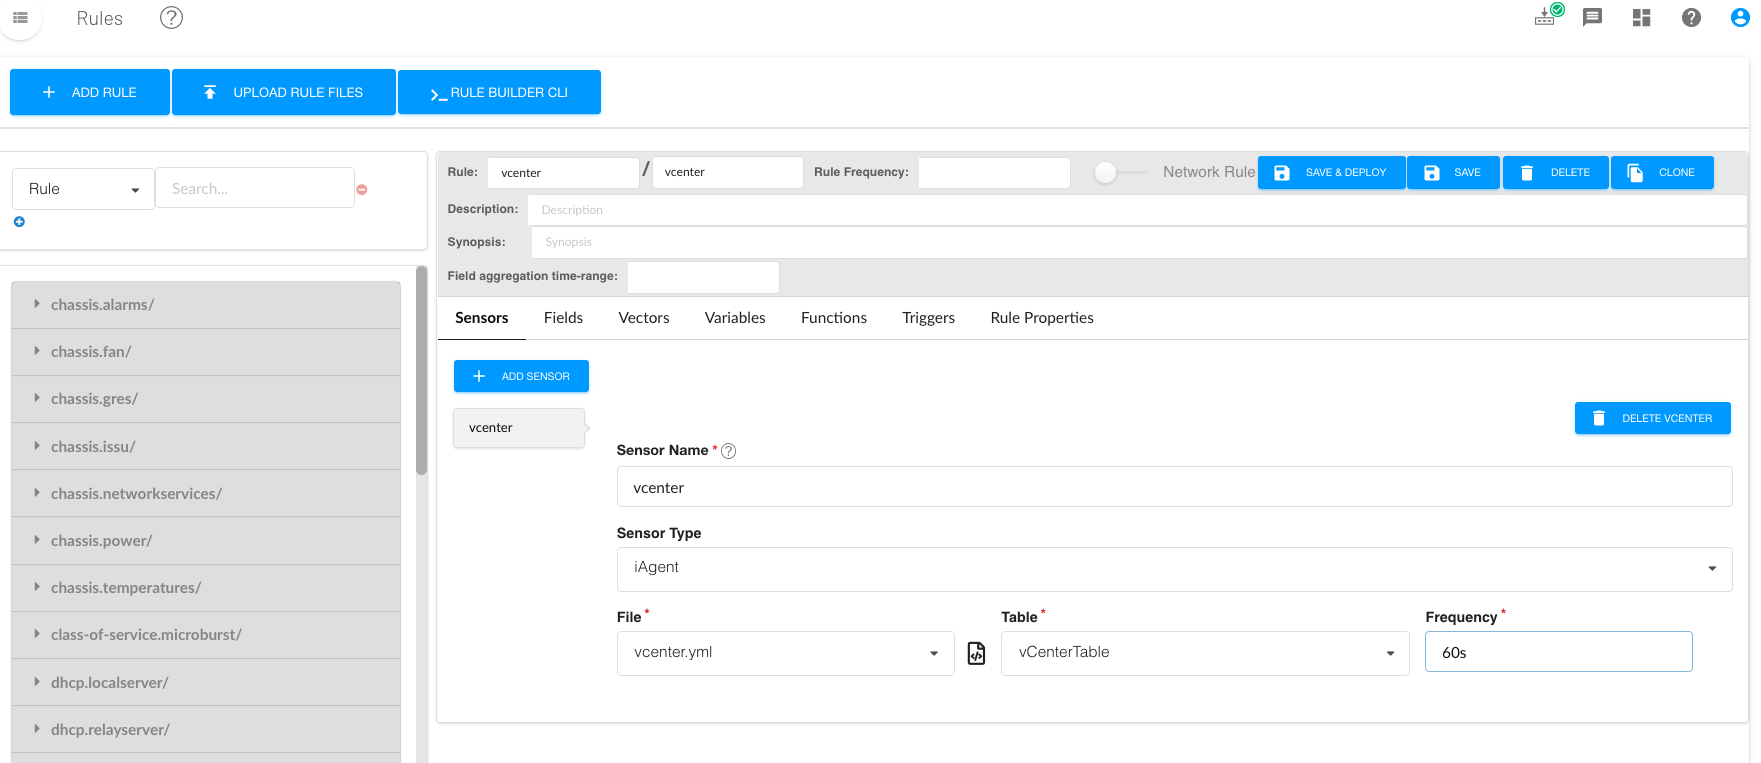 Rules
ADD RULE
UPLOAD RULE FILES
RULE BUILDER CLI
Rule
Search...
Rule: vcenter / vcenter Rule Frequency: Network Rule SAVE & DEPLOY SAVE DELETE CLONE
Description: Description
Synopsis: Synopsis
Field aggregation time-range:
chassis.alarms/
chassis.fan/
chassis.gres/
chassis.issu/
chassis.networkservices/
chassis.power/
chassis.temperatures/
class-of-service.microburst/
dhcp.localserver/
dhcp.relayserver/
Sensors Fields Vectors Variables Functions Triggers Rule Properties
ADD SENSOR
vcenter
DELETE VCENTER
Sensor Name *
vcenter
Sensor Type
iAgent
File * Table * Frequency *
vcenter.yml vCenterTable 60s